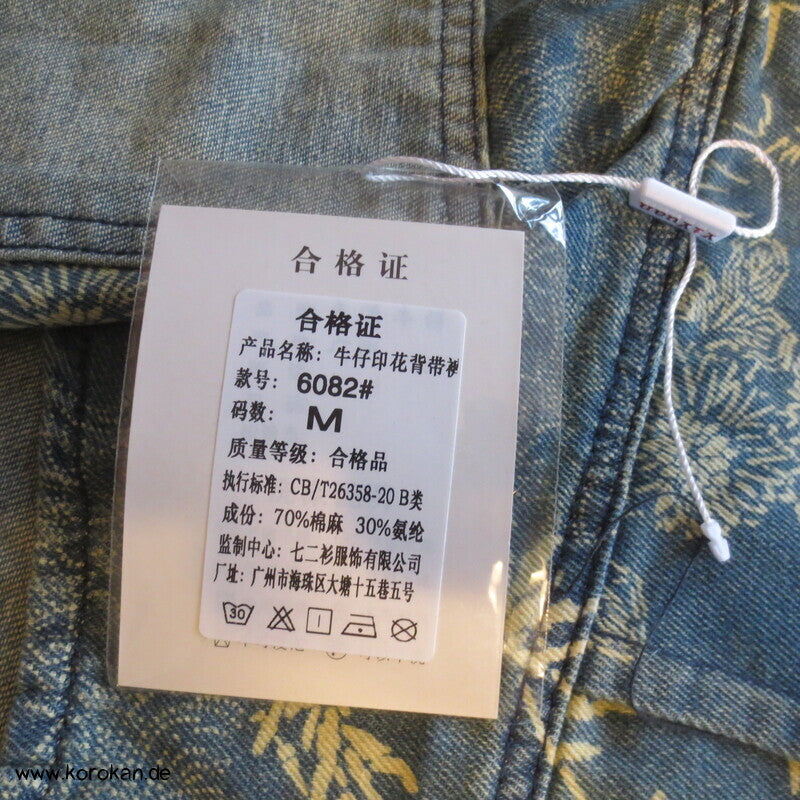 合格证
合格证
产品名称：牛仔印花背带裤
款号：6082#
码数：M
质量等级：合格品
执行标准：CB/T26358-20 B类
成份：70%棉麻 30%氨纶
监制中心：七二衫服饰有限公司
厂址：广州市海珠区大塘十五巷五号
30
www.korokan.de